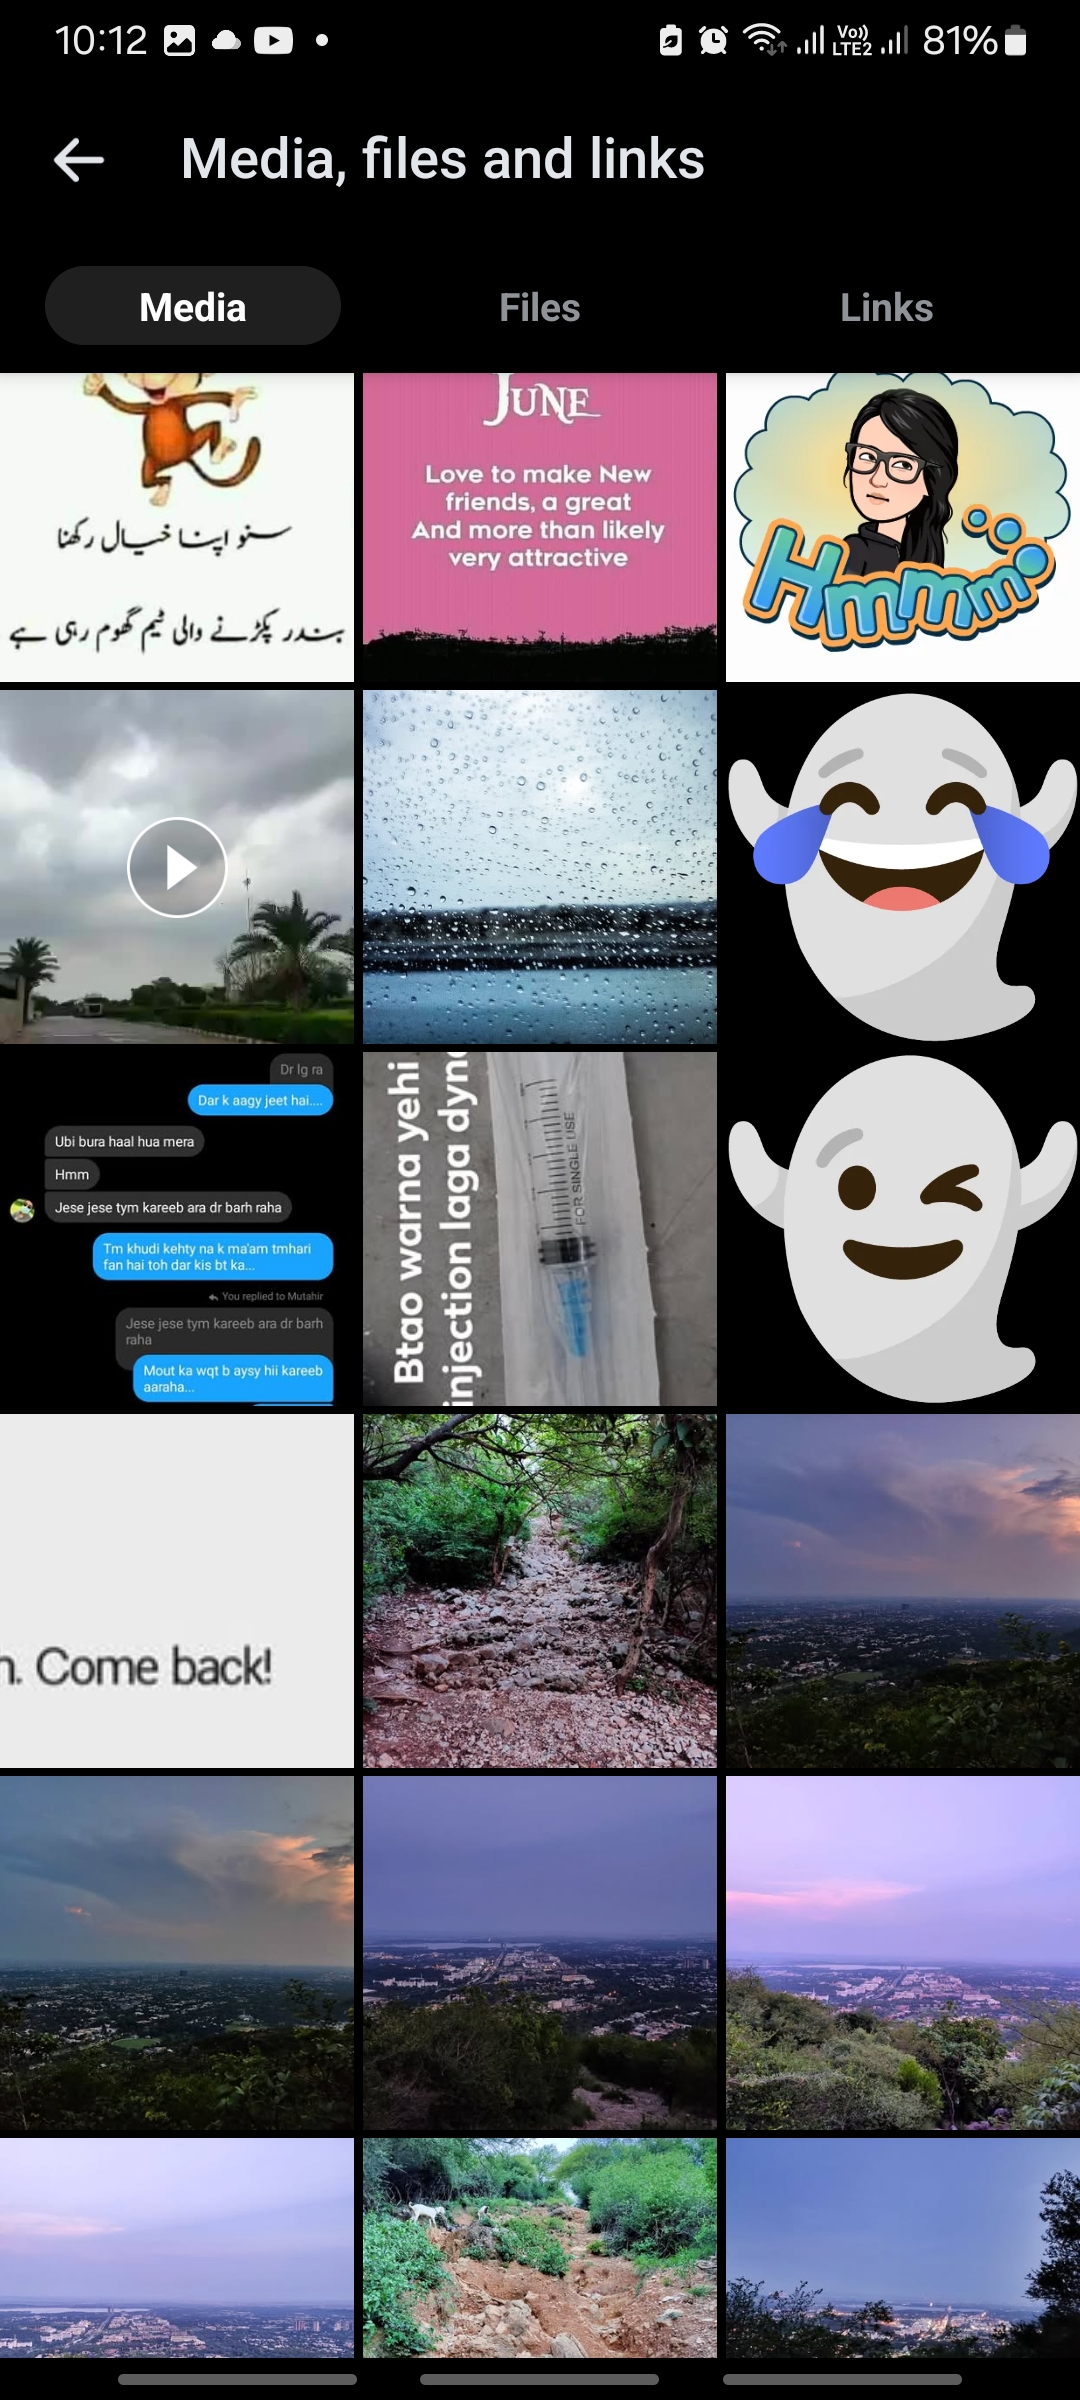 10:12
Vo))
LTE2
81%
Media, files and links
Media
Files
Links
سنو اپنا خیال رکھنا
بندر پکڑنے والی ٹیم گھوم رہی ہے
JUNE
Love to make New
friends, a great
And more than likely
very attractive
Hmmm
Dr lg ra
Dar k aagy jeet hai....
Ubi bura haal hua mera
Hmm
Jese jese tym kareeb ara dr barh raha
Tm khudi kehty na k ma'am tmhari
fan hai toh dar kis bt ka...
You replied to Mutahir
Jese jese tym kareeb ara dr barh
raha
Mout ka wqt b aysy hii kareeb
aaraha...
Btao warna yehi
injection laga dyn
FOR SINGLE USE
. Come back!